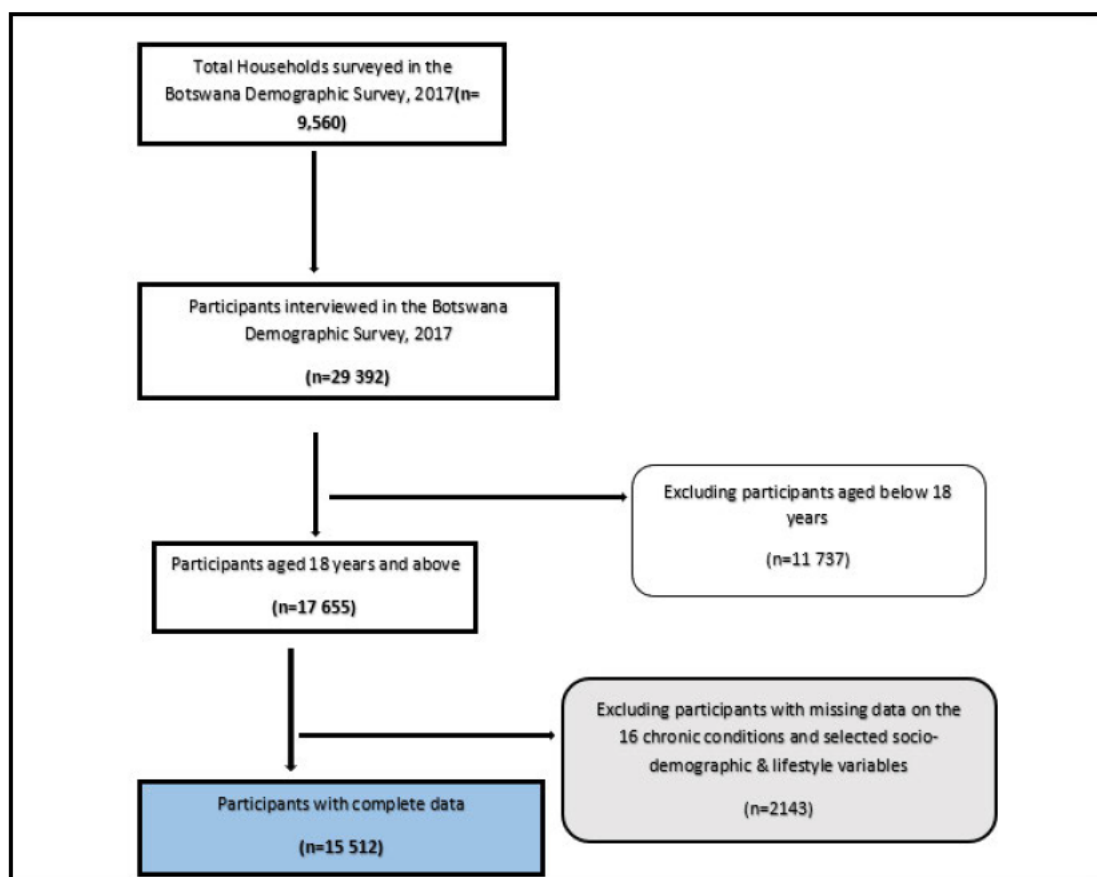 Total Households surveyed in the
Botswana Demographic Survey, 2017(n=
9,560)
Participants interviewed in the Botswana
Demographic Survey, 2017
(n=29 392)
Excluding participants aged below 18
years
(n=11 737)
Participants aged 18 years and above
(n=17 655)
Excluding participants with missing data on the
16 chronic conditions and selected socio-
demographic & lifestyle variables
(n=2143)
Participants with complete data
(n=15 512)